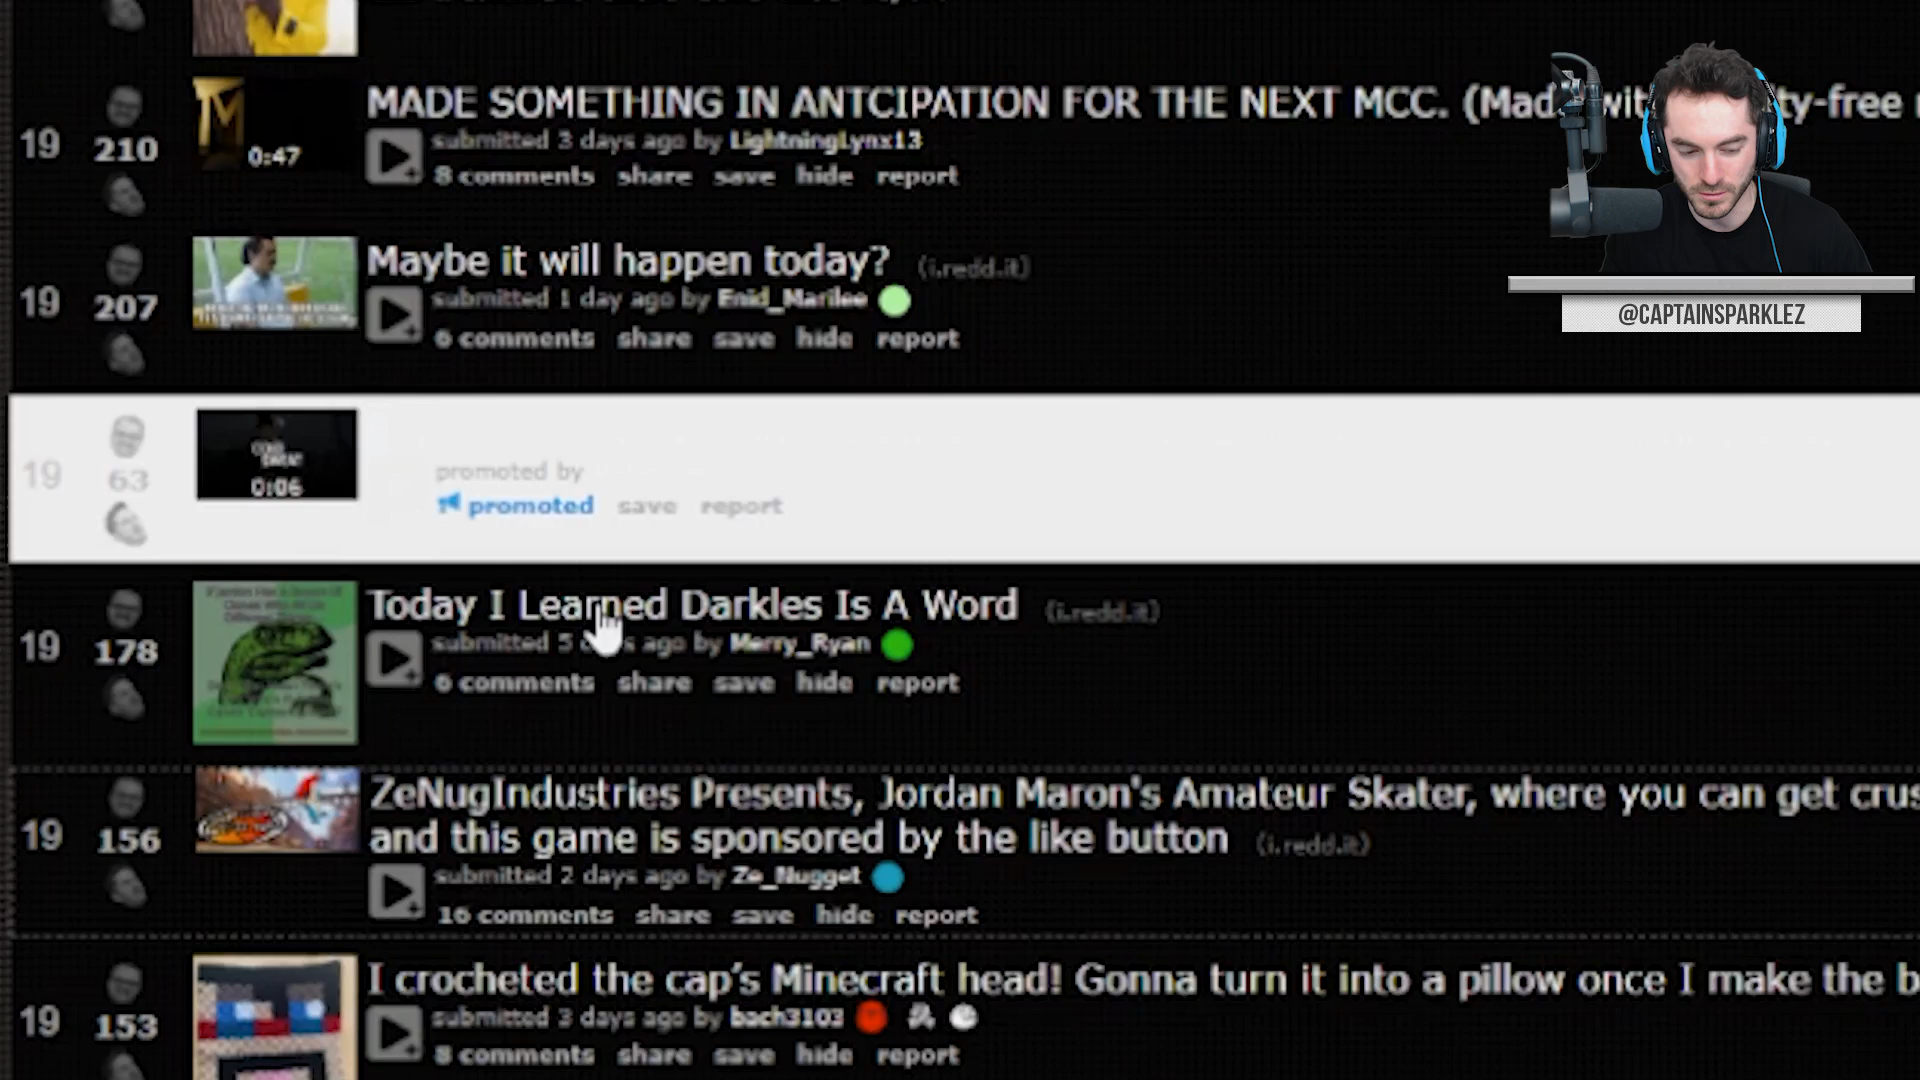 MADE SOMETHING IN ANTCIPATION FOR THE NEXT MCC. (Made
19 210 0:47 submitted 3 days ago by LightningLynx13
8 comments share save hide report
Maybe it will happen today? (i.redd.it)
19 207 submitted 1 day ago by Enid_Marilee
6 comments share save hide report
@CAPTAINSPARKLEZ
19 63 0:06 promoted by
promoted save report
Today I Learned Darkles Is A Word (i.redd.it)
19 178 submitted 5 ago by Merry_Ryan
6 comments share save hide report
ZeNugIndustries Presents, Jordan Maron's Amateur Skater, where you can get crus
19 156 and this game is sponsored by the like button (i.redd.it)
submitted 2 days ago by Ze_Nugget
16 comments share save hide report
I crocheted the cap’s Minecraft head! Gonna turn it into a pillow once I make the b
19 153 submitted 3 days ago by bach3103
8 comments share save hide report